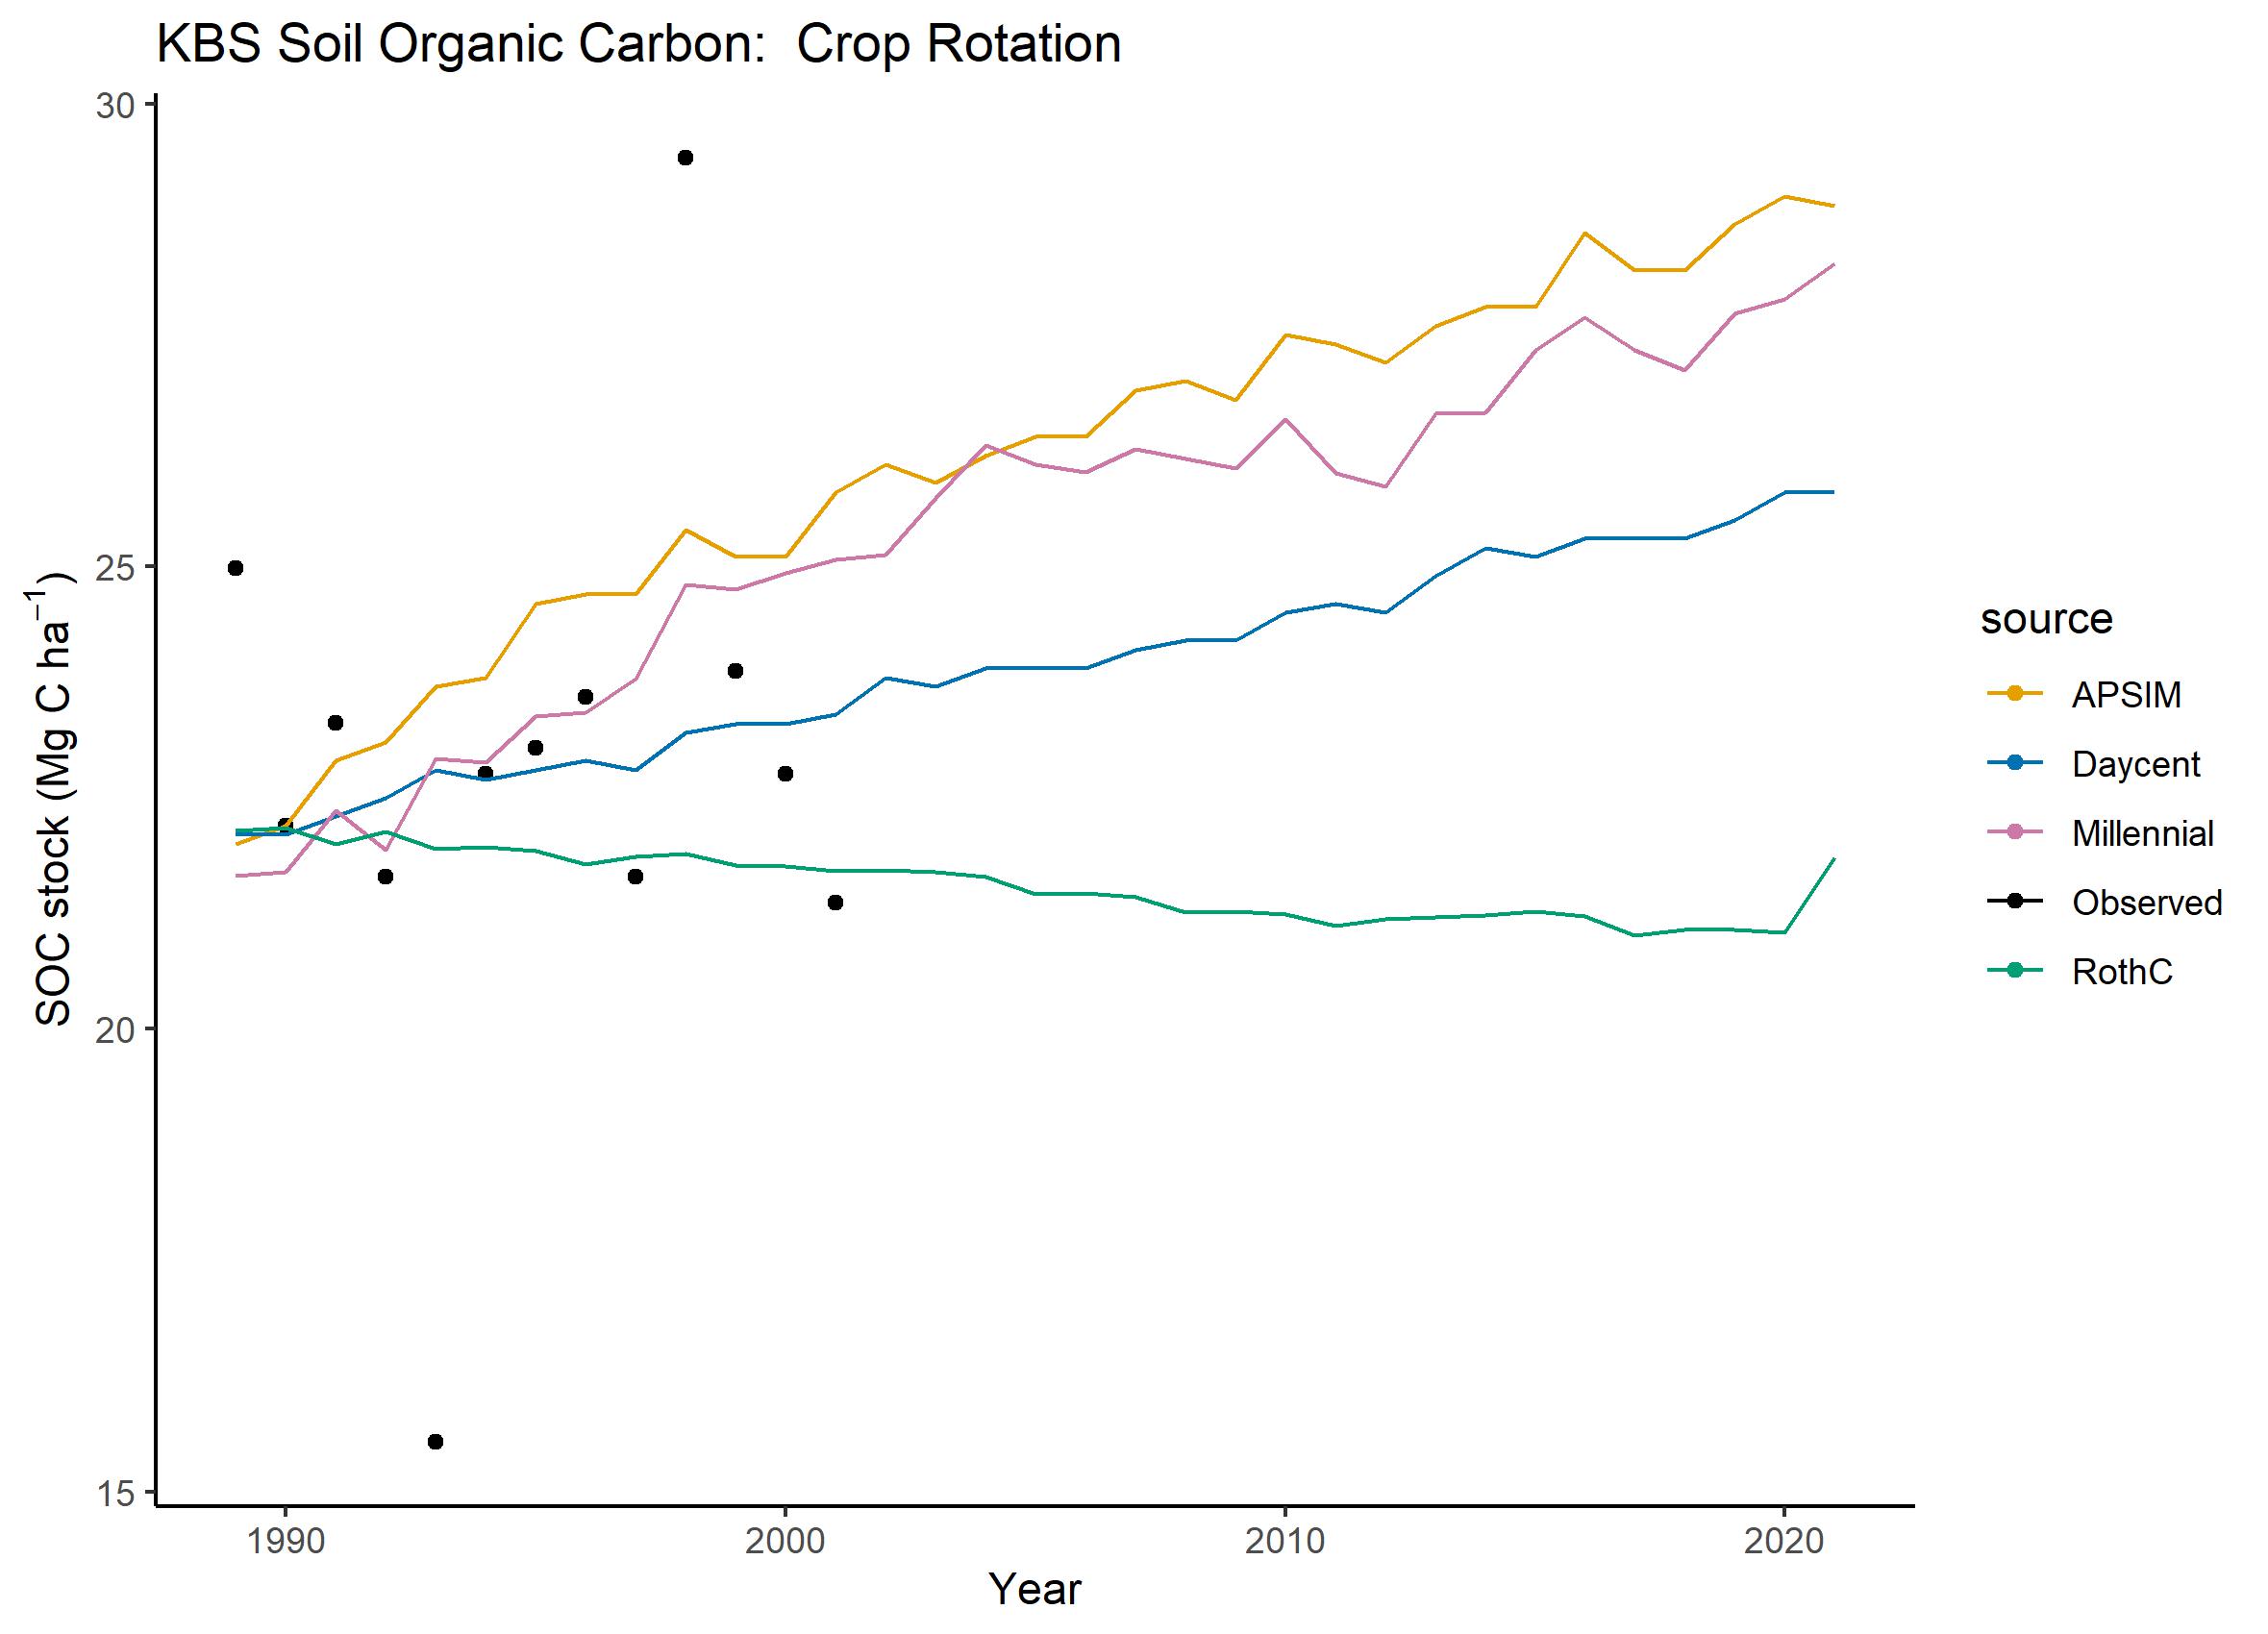 KBS Soil Organic Carbon:  Crop Rotation
30
25
20
15
SOC stock (Mg C ha⁻¹)
1990 2000 2010 2020
Year
source
APSIM
Daycent
Millennial
Observed
RothC